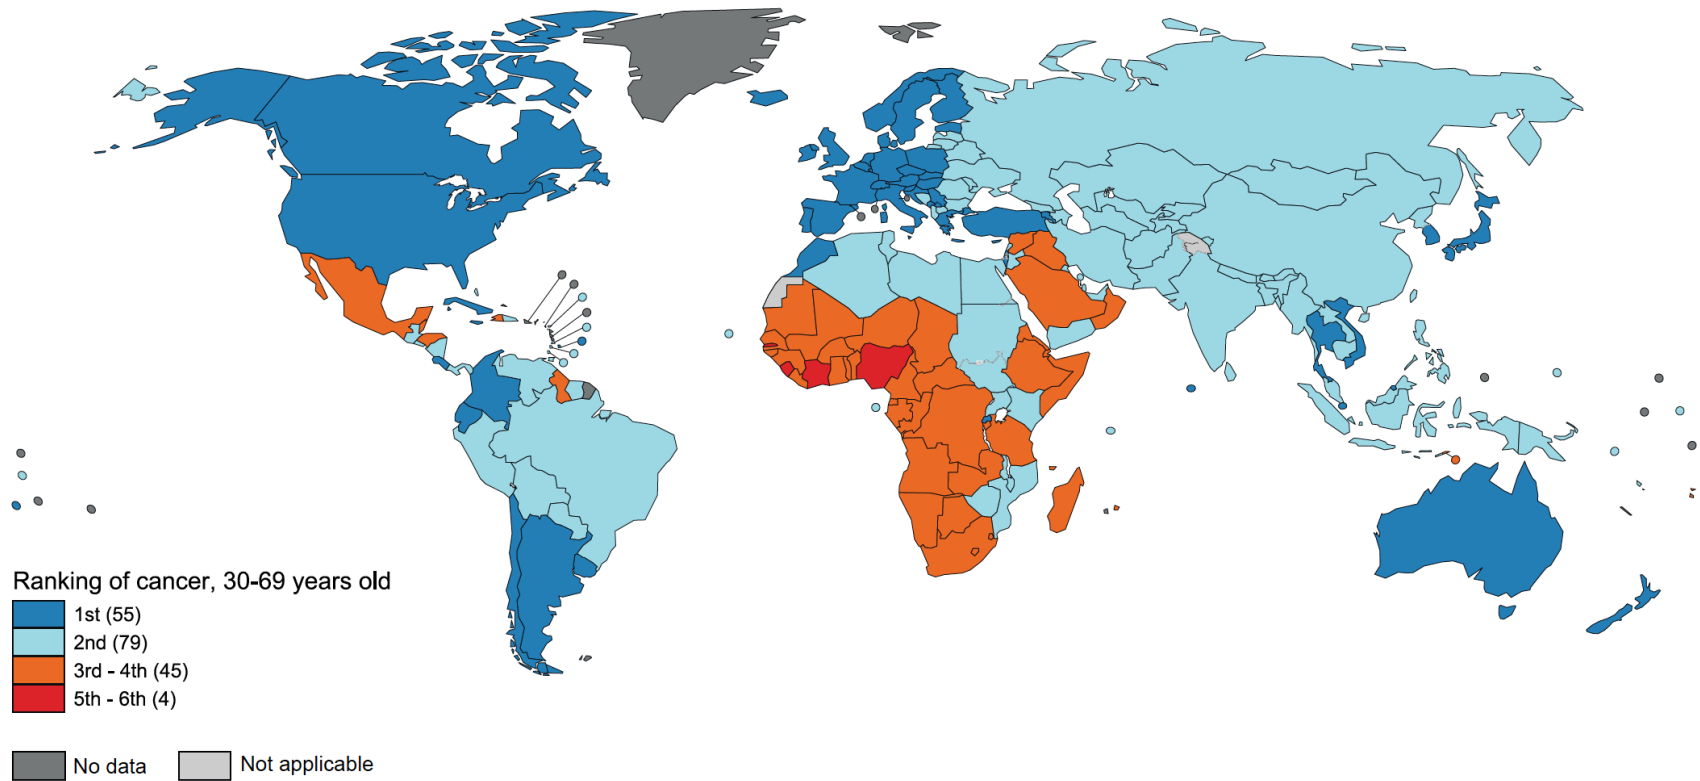 Ranking of cancer, 30-69 years old
1st (55)
2nd (79)
3rd - 4th (45)
5th - 6th (4)
No data
Not applicable